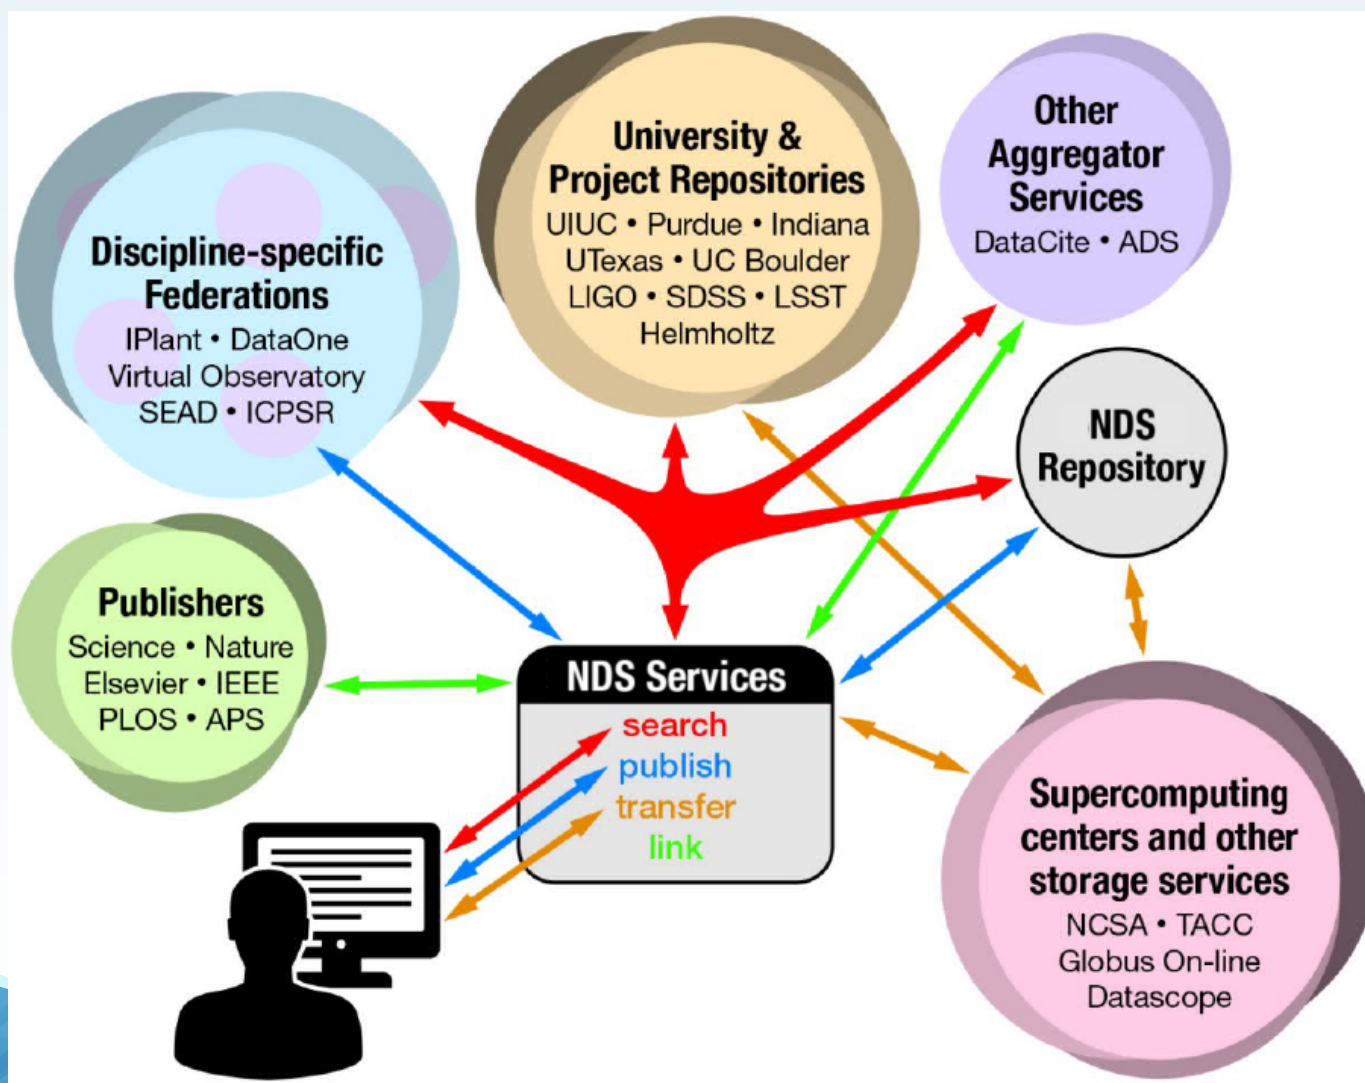 Discipline-specific
Federations
IPlant • DataOne
Virtual Observatory
SEAD • ICPSR
University &
Project Repositories
UIUC • Purdue • Indiana
UTexas • UC Boulder
LIGO • SDSS • LSST
Helmholtz
Other
Aggregator
Services
DataCite • ADS
NDS
Repository
Publishers
Science • Nature
Elsevier • IEEE
PLOS • APS
NDS Services
search
publish
transfer
link
Supercomputing
centers and other
storage services
NCSA • TACC
Globus On-line
Datascope